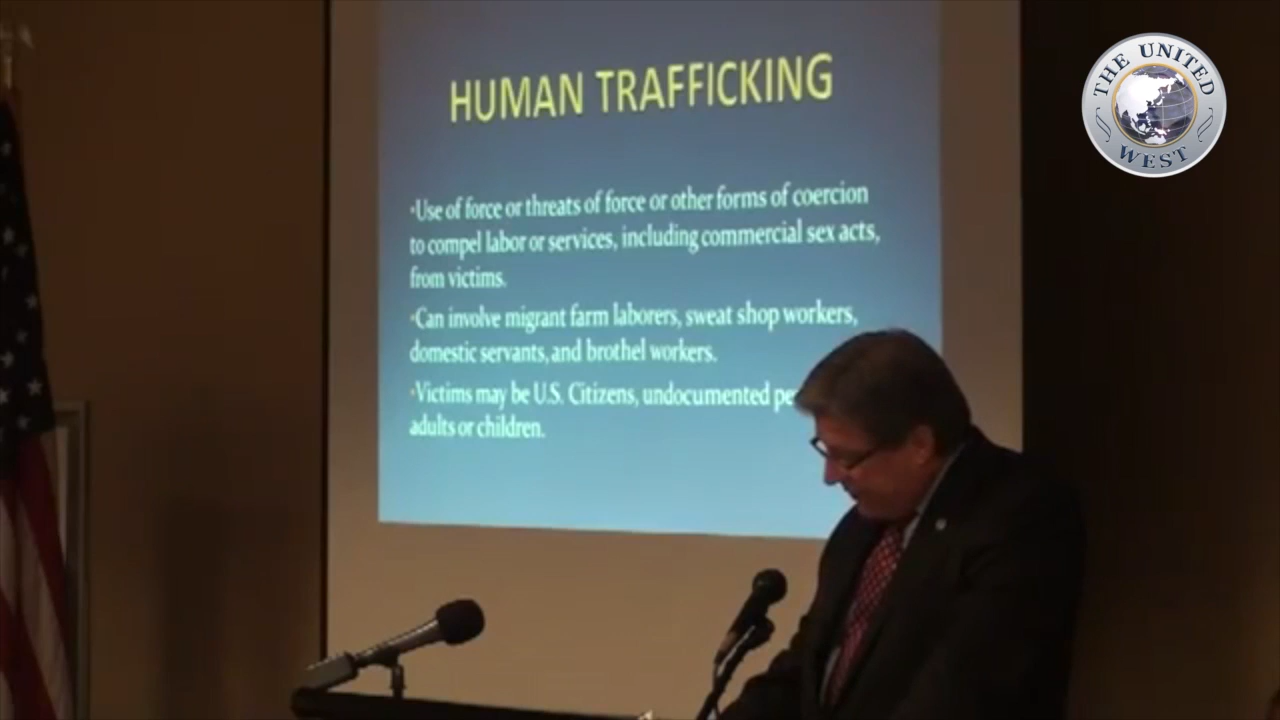 THE UNITED
WEST
HUMAN TRAFFICKING
•Use of force or threats of force or other forms of coercion
to compel labor or services, including commercial sex acts,
from victims.
•Can involve migrant farm laborers, sweat shop workers,
domestic servants, and brothel workers.
•Victims may be U.S. Citizens, undocumented
adults or children.